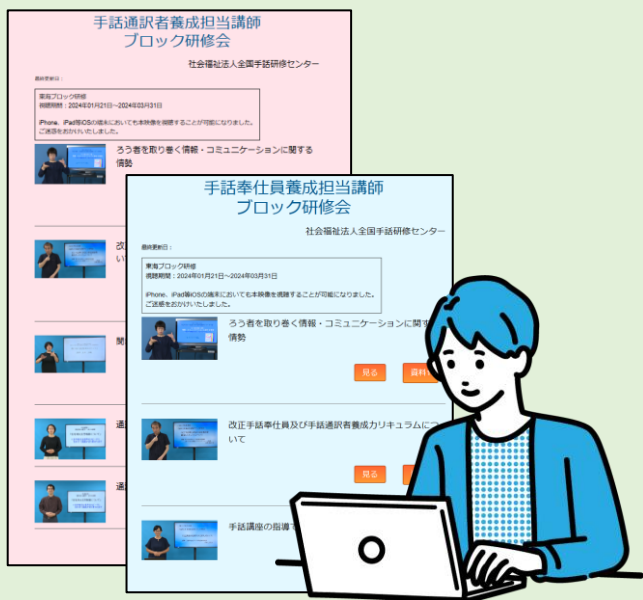 手話通訳者養成担当講師
ブロック研修会
社会福祉法人全国手話研修センター
最終更新日：
東海ブロック研修
視聴期間：2024年01月21日～2024年03月31日
iPhone、iPad等iOSの端末においても本映像を視聴することが可能になりました。
ご迷惑をおかけいたしました。
ろう者を取り巻く情報・コミュニケーションに関する
情勢
改
い
通
通
手話奉仕員養成担当講師
ブロック研修会
社会福祉法人全国手話研修センター
最終更新日：
東海ブロック研修
視聴期間：2024年01月21日～2024年03月31日
iPhone、iPad等iOSの端末においても本映像を視聴することが可能になりました。
ご迷惑をおかけいたしました。
ろう者を取り巻く情報・コミュニケーションに関す
情勢
見る
資料
改正手話奉仕員及び手話通訳者養成カリキュラムにつ
いて
見る
手話講座の指導